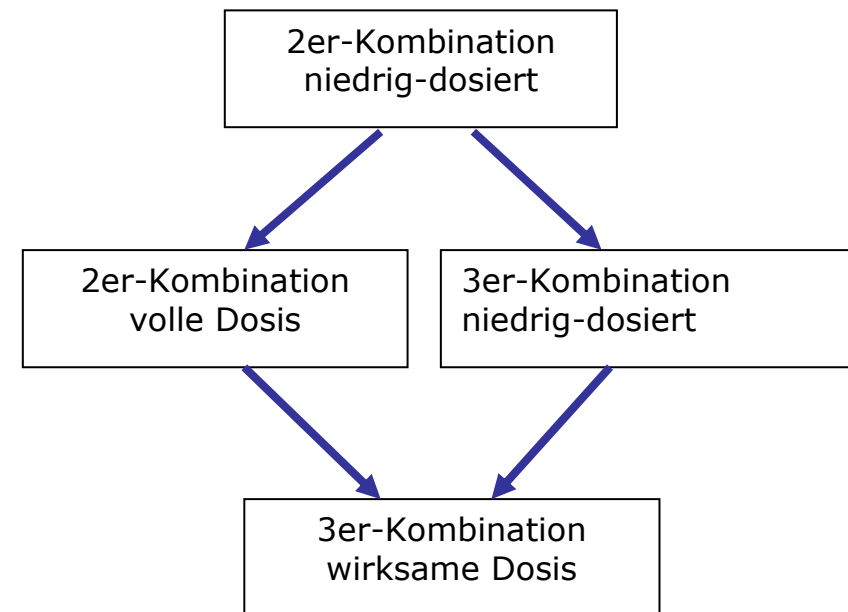 2er-Kombination
niedrig-dosiert
2er-Kombination
volle Dosis
3er-Kombination
niedrig-dosiert
3er-Kombination
wirksame Dosis